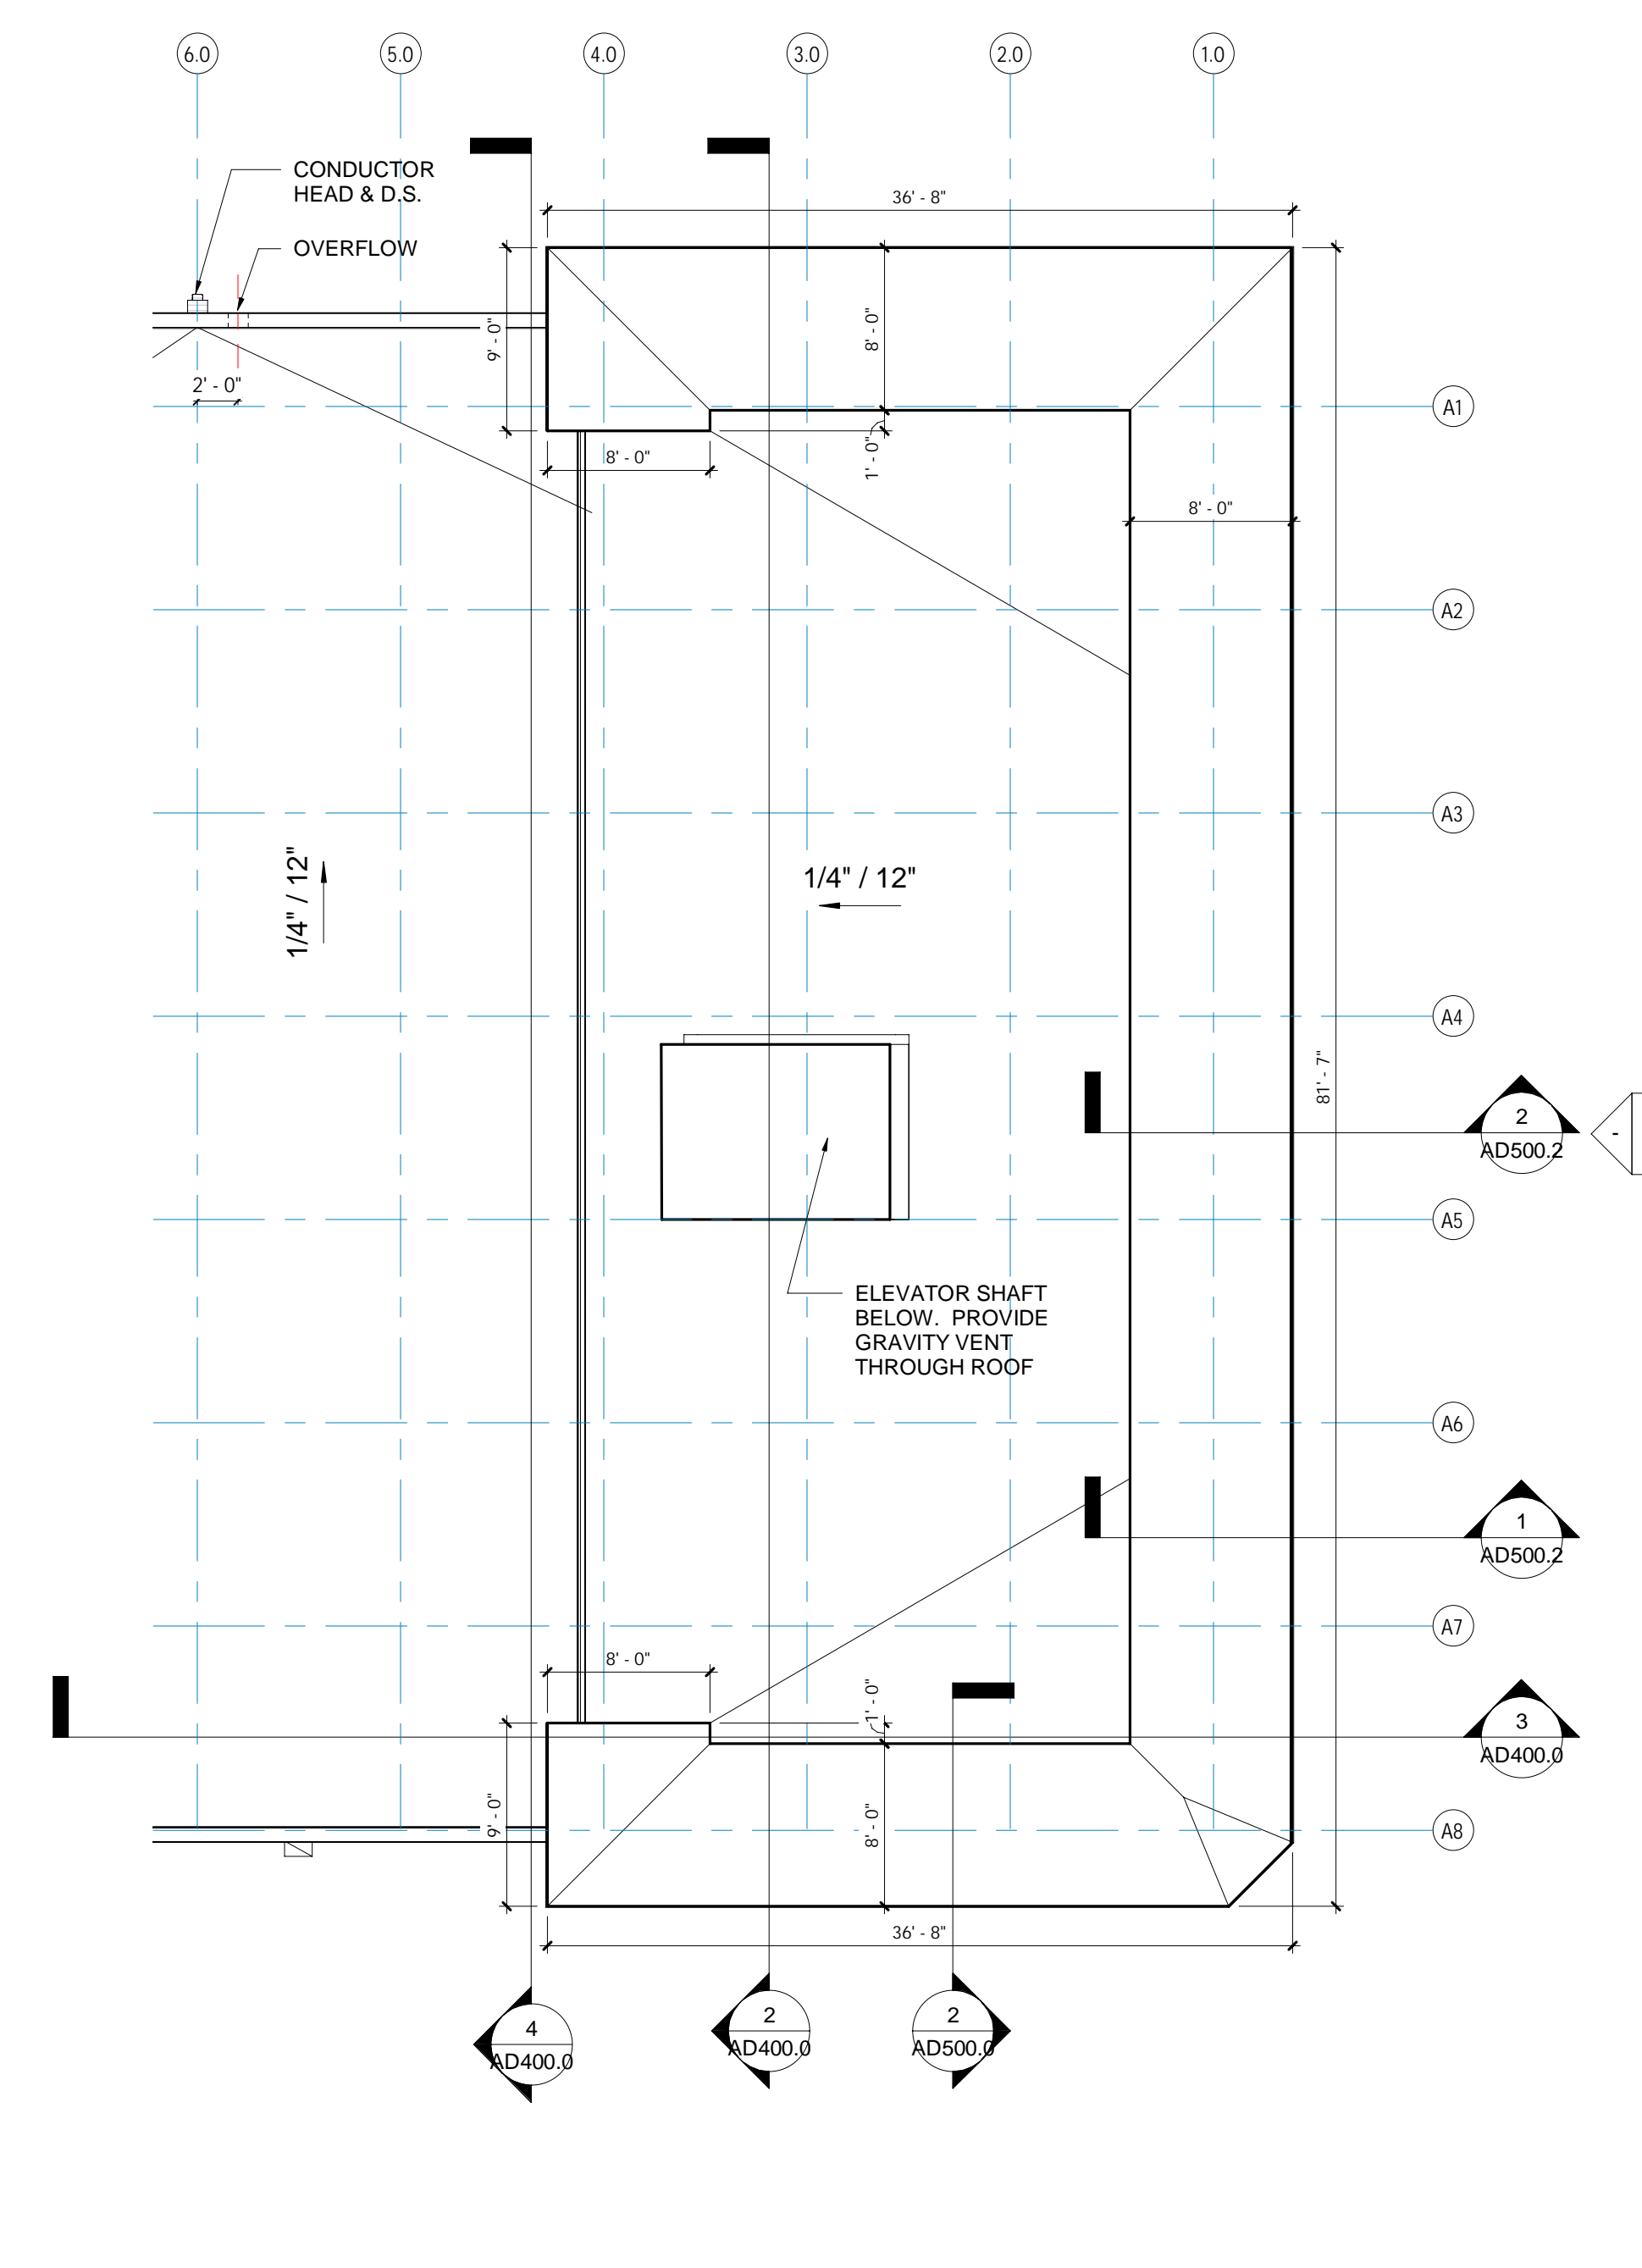 6.0
5.0
4.0
3.0
2.0
1.0
CONDUCTOR
HEAD & D.S.
OVERFLOW
36' - 8"
9' - 0"
8' - 0"
2' - 0"
A1
8' - 0"
1' - 0"
8' - 0"
A2
A3
1/4" / 12"
1/4" / 12"
A4
81' - 7"
2
AD500.2
-
A5
ELEVATOR SHAFT
BELOW.  PROVIDE
GRAVITY VENT
THROUGH ROOF
A6
1
AD500.2
A7
8' - 0"
1' - 0"
3
AD400.0
9' - 0"
8' - 0"
A8
36' - 8"
4
AD400.0
2
AD400.0
2
AD500.0